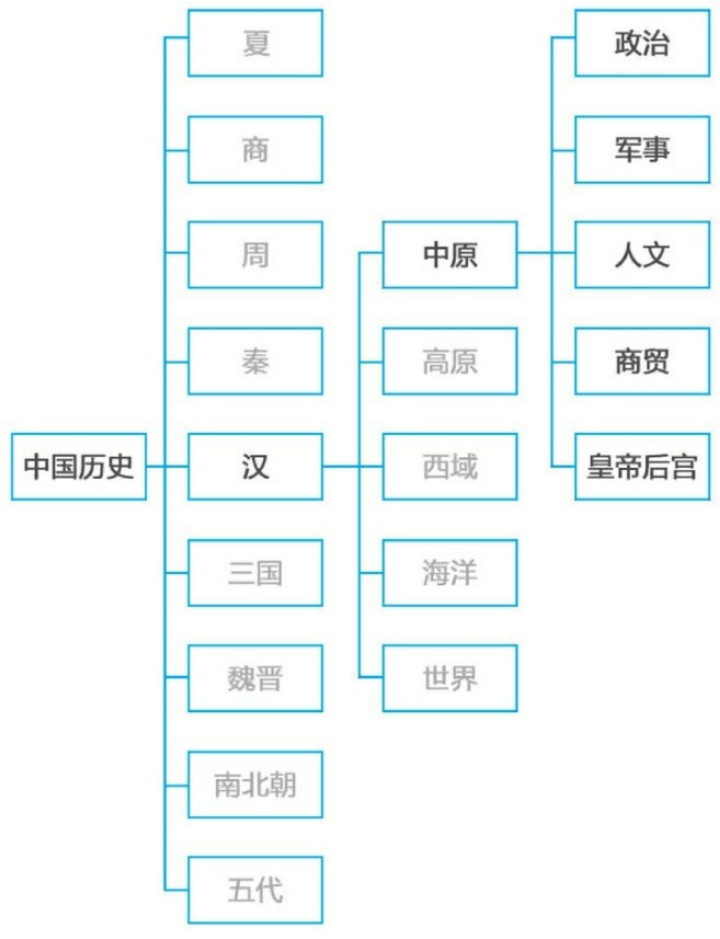 中国历史
夏
商
周
秦
汉
三国
魏晋
南北朝
五代
中原
高原
西域
海洋
世界
政治
军事
人文
商贸
皇帝后宫